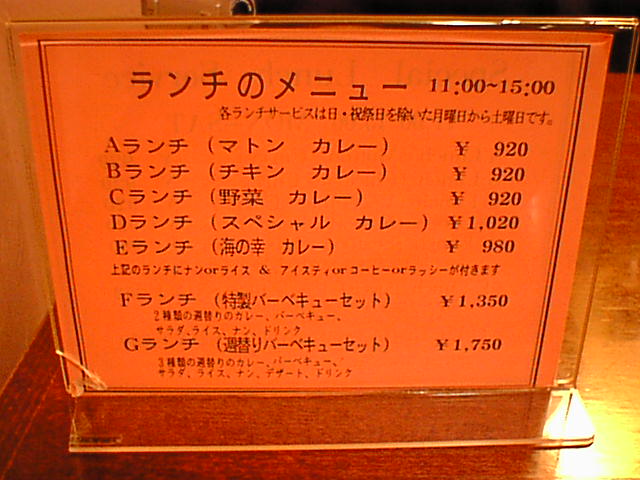 ランチのメニュー 11:00~15:00
各ランチサービスは日・祝祭日を除いた月曜日から土曜日です。
Aランチ（マトン カレー） ¥ 920
Bランチ（チキン カレー） ¥ 920
Cランチ（野菜 カレー） ¥ 920
Dランチ（スペシャル カレー） ¥1,020
Eランチ（海の幸 カレー） ¥ 980
上記のランチにナンorライス & アイスティorコーヒーorラッシーが付きます
Fランチ（特製バーベキューセット） ¥1,350
2種類の週替りのカレー、バーベキュー、
サラダ、ライス、ナン、ドリンク
Gランチ（週替りバーベキューセット） ¥1,750
3種類の週替りのカレー、バーベキュー、
サラダ、ライス、ナン、デザート、ドリンク